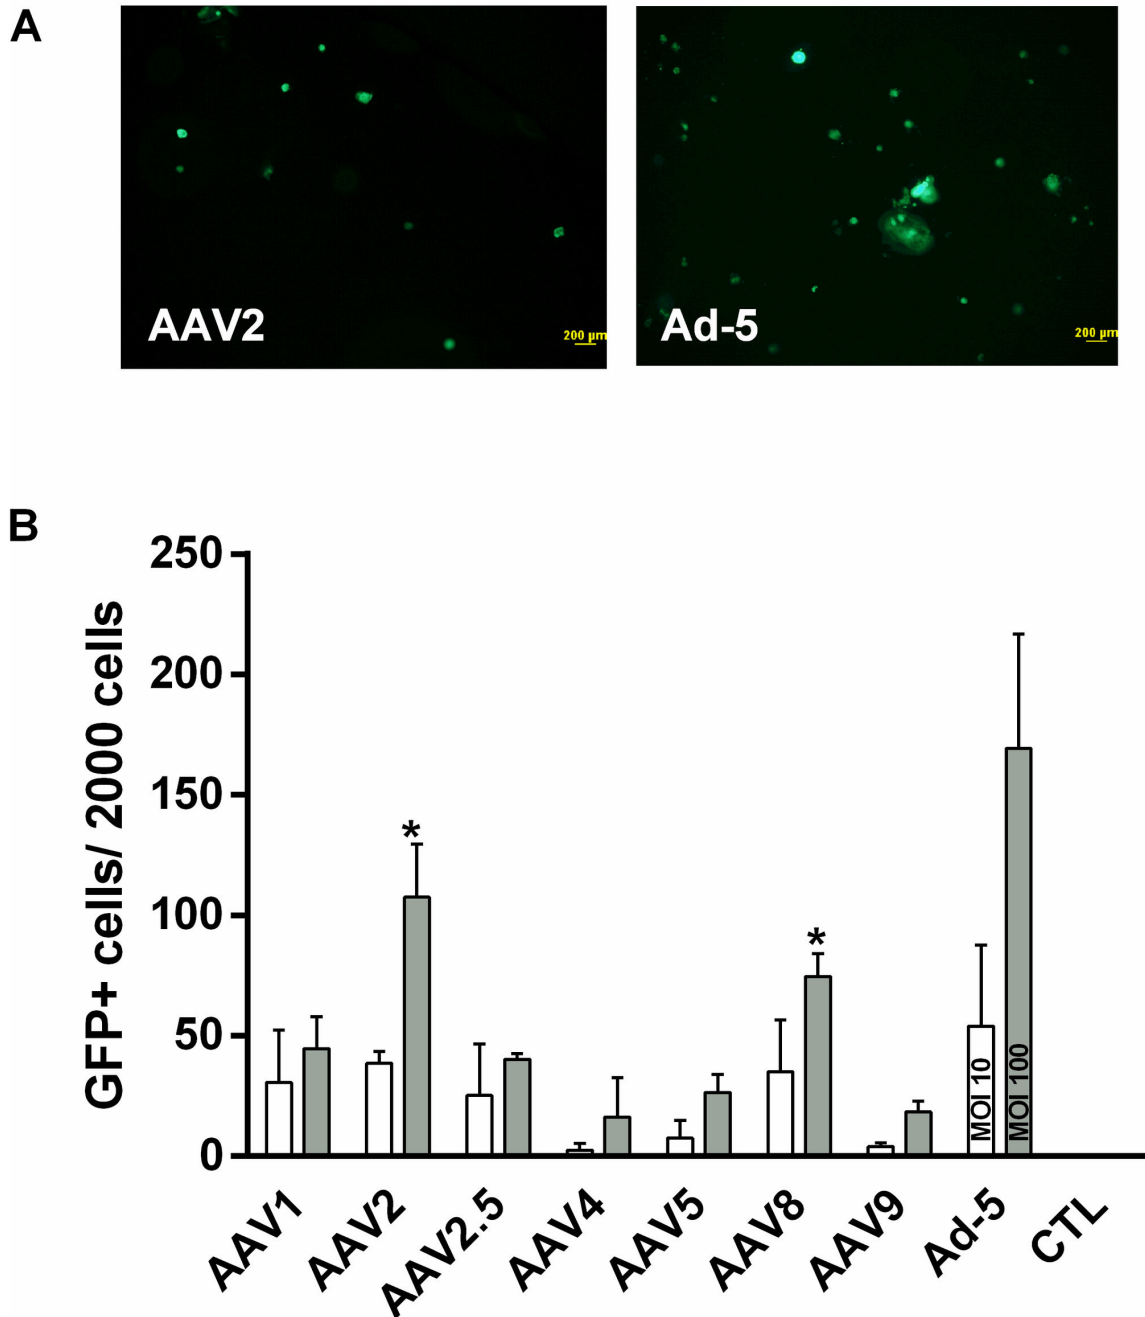 A
AAV2
200 µm
Ad-5
200 µm
B
GFP+ cells/ 2000 cells
250
200
150
100
50
0
*
*
MOI 10
MOI 100
AAV1
AAV2
AAV2.5
AAV4
AAV5
AAV8
AAV9
Ad-5
CTL